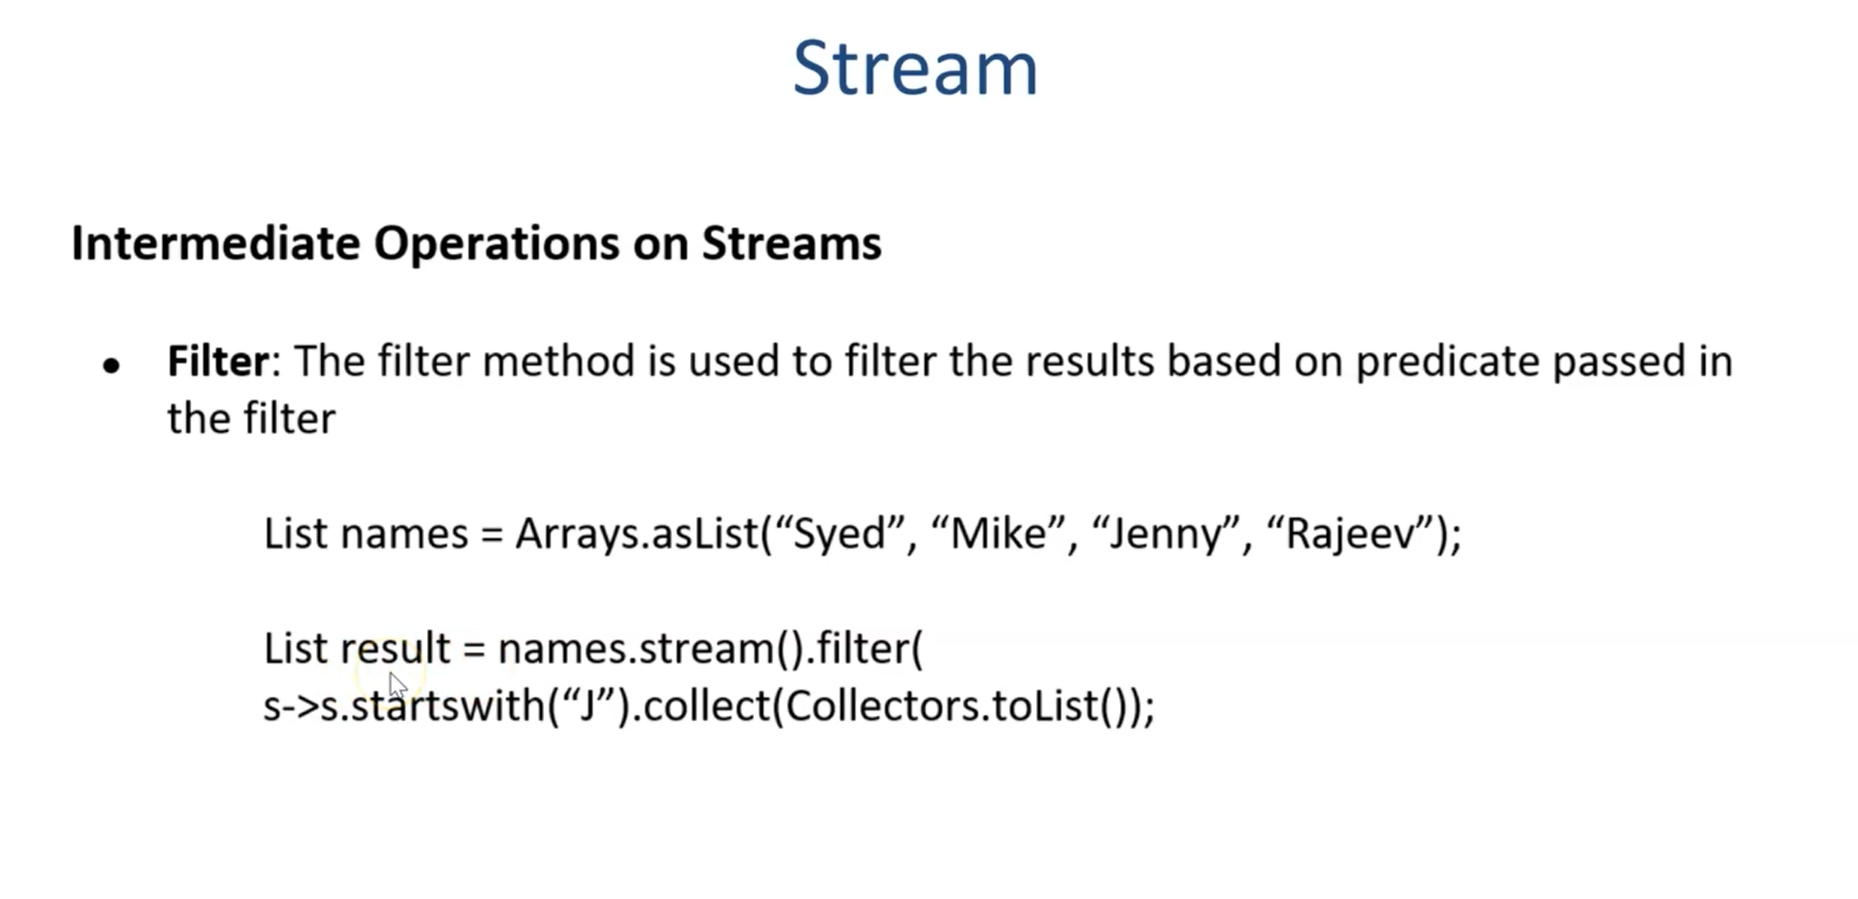 Stream
Intermediate Operations on Streams
● Filter: The filter method is used to filter the results based on predicate passed in
the filter
List names = Arrays.asList(“Syed”, “Mike”, “Jenny”, “Rajeev”);
List result = names.stream().filter(
s->s.startswith(“J”).collect(Collectors.toList());